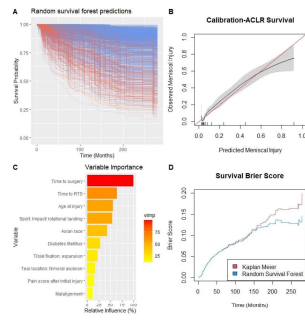 A Random survival forest predictions
Survival Probability
1.00
0.75
0.50
0.25
0.00
0 100 200
Time (Months)
B Calibration-ACLR Survival
Observed Meniscal Injury
0.0 0.2 0.4 0.6 0.8 1.0
0.0 0.2 0.4 0.6 0.8 1.0
Predicted Meniscal Injury
C Variable Importance
Variable
Time to surgery
Time to RTS
Age at injury
Sport impact/rotational landing
Asian race
Diabetes Mellitus
Tibial fixation: expansion
Tear location: femoral avulsion
Pain score after initial injury
Malalignment
0 25 50 75 100
Relative Influence (%)
vimp
75
50
25
D Survival Brier Score
Brier Score
0.00 0.05 0.10 0.15 0.20
Kaplan Meier
Random Survival Forest
0 50 100 150 200 250
Time (Months)